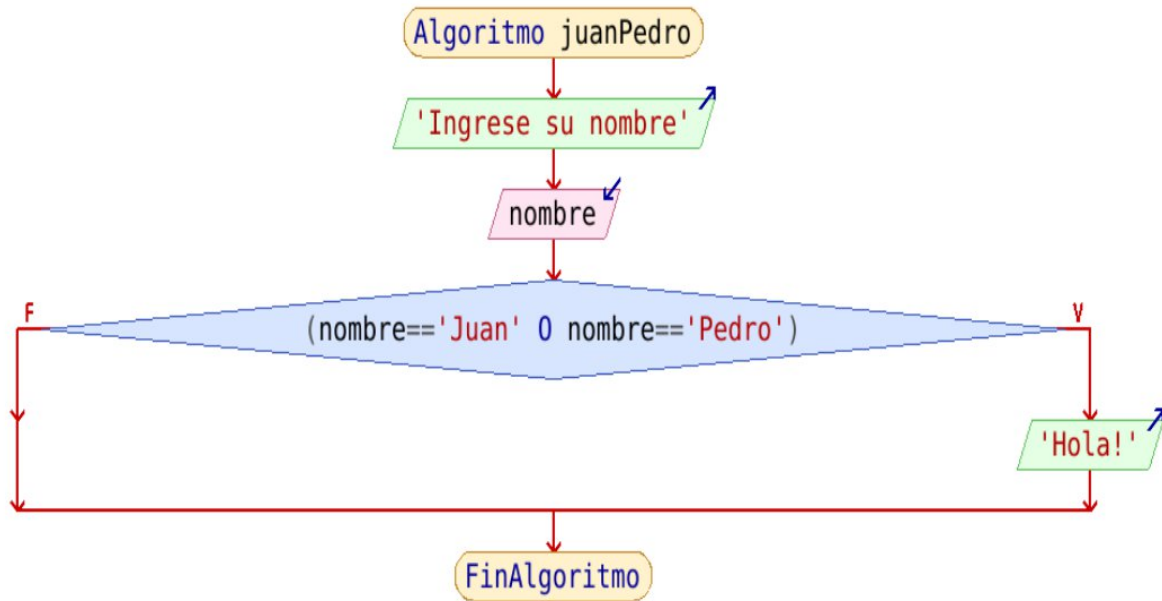 Algoritmo juanPedro
'Ingrese su nombre'
nombre
F
V
(nombre=='Juan' O nombre=='Pedro')
'Hola!'
FinAlgoritmo